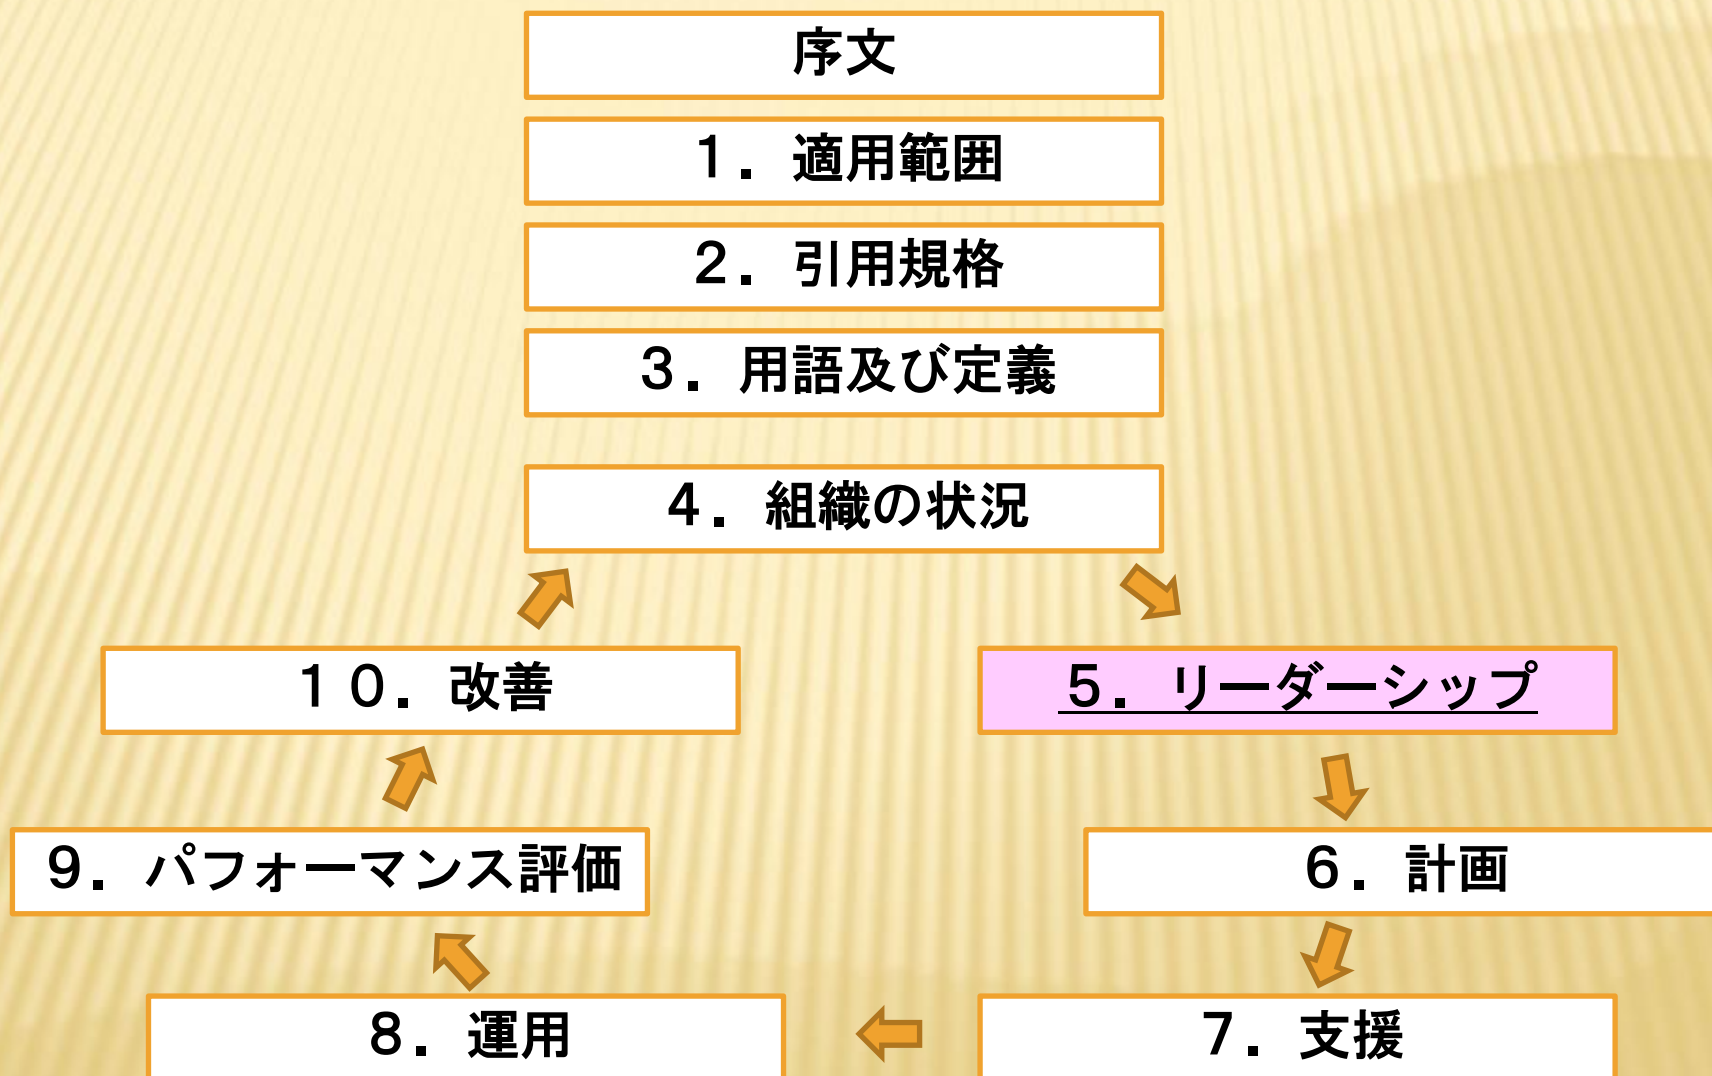 序文
１．適用範囲
２．引用規格
３．用語及び定義
４．組織の状況
１０．改善
５．リーダーシップ
９．パフォーマンス評価
６．計画
８．運用
７．支援